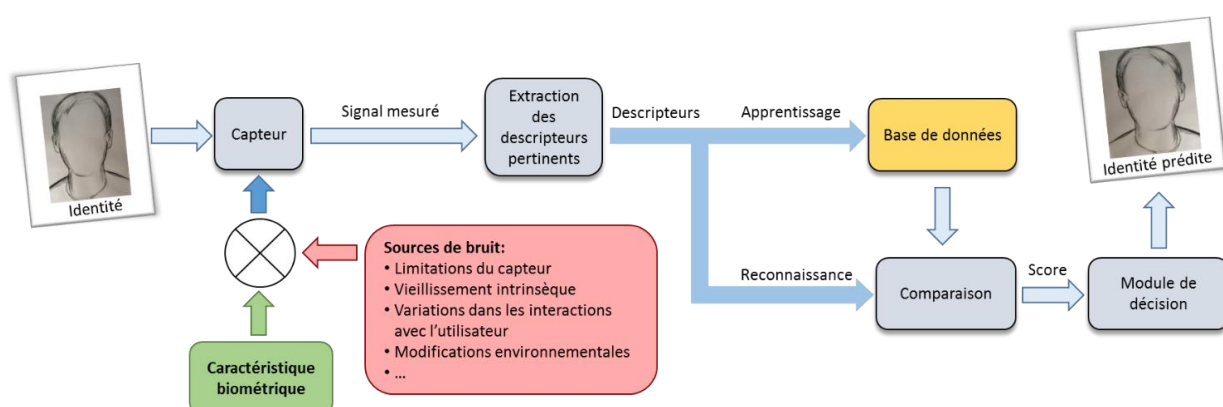 Identité
Capteur
Signal mesuré
Extraction
des
descripteurs
pertinents
Descripteurs
Apprentissage
Base de données
Identité prédite
Sources de bruit:
• Limitations du capteur
• Vieillissement intrinsèque
• Variations dans les interactions
avec l'utilisateur
• Modifications environnementales
• ...
Caractéristique
biométrique
Reconnaissance
Comparaison
Score
Module de
décision